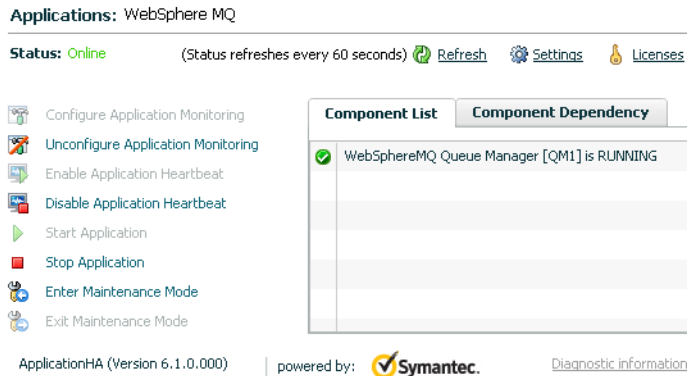 Applications: WebSphere MQ
Status: Online (Status refreshes every 60 seconds) Refresh Settings Licenses
Configure Application Monitoring
Unconfigure Application Monitoring
Enable Application Heartbeat
Disable Application Heartbeat
Start Application
Stop Application
Enter Maintenance Mode
Exit Maintenance Mode
Component List Component Dependency
WebSphereMQ Queue Manager [QM1] is RUNNING
ApplicationHA (Version 6.1.0.000) powered by: Symantec. Diagnostic information